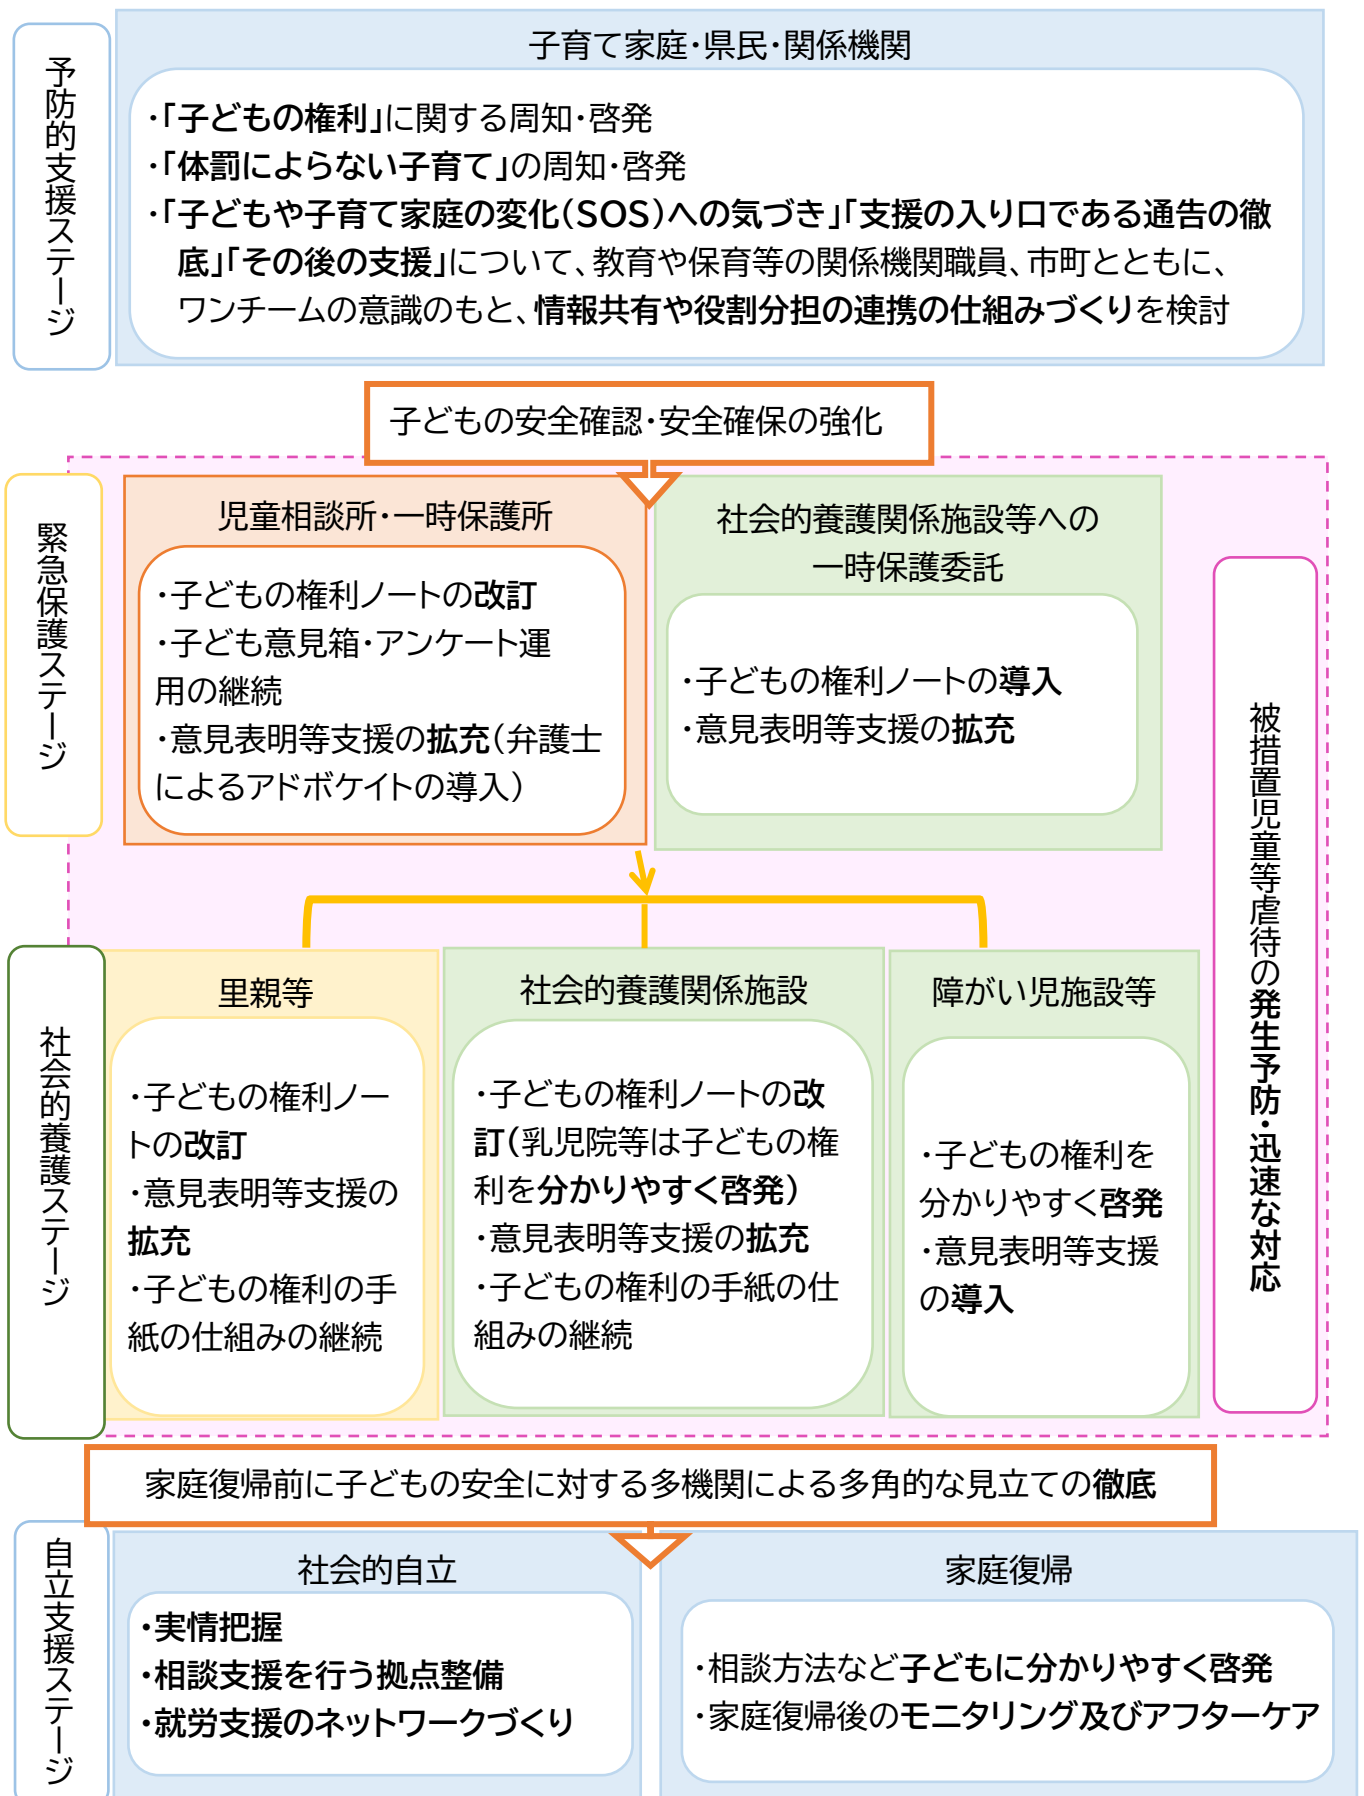 予防的支援ステージ
子育て家庭・県民・関係機関
・「子どもの権利」に関する周知・啓発
・「体罰によらない子育て」の周知・啓発
・「子どもや子育て家庭の変化(SOS)への気づき」「支援の入り口である通告の徹
底」「その後の支援」について、教育や保育等の関係機関職員、市町とともに、
ワンチームの意識のもと、情報共有や役割分担の連携の仕組みづくりを検討
子どもの安全確認・安全確保の強化
緊急保護ステージ
児童相談所・一時保護所
・子どもの権利ノートの改訂
・子ども意見箱・アンケート運
用の継続
・意見表明等支援の拡充(弁護士
によるアドボケイトの導入)
社会的養護関係施設等への
一時保護委託
・子どもの権利ノートの導入
・意見表明等支援の拡充
被措置児童等虐待の発生予防・迅速な対応
社会的養護ステージ
里親等
・子どもの権利ノー
トの改訂
・意見表明等支援の
拡充
・子どもの権利の手
紙の仕組みの継続
社会的養護関係施設
・子どもの権利ノートの改
訂(乳児院等は子どもの権
利を分かりやすく啓発)
・意見表明等支援の拡充
・子どもの権利の手紙の仕
組みの継続
障がい児施設等
・子どもの権利を
分かりやすく啓発
・意見表明等支援
の導入
家庭復帰前に子どもの安全に対する多機関による多角的な見立ての徹底
自立支援ステージ
社会的自立
・実情把握
・相談支援を行う拠点整備
・就労支援のネットワークづくり
家庭復帰
・相談方法など子どもに分かりやすく啓発
・家庭復帰後のモニタリング及びアフターケア